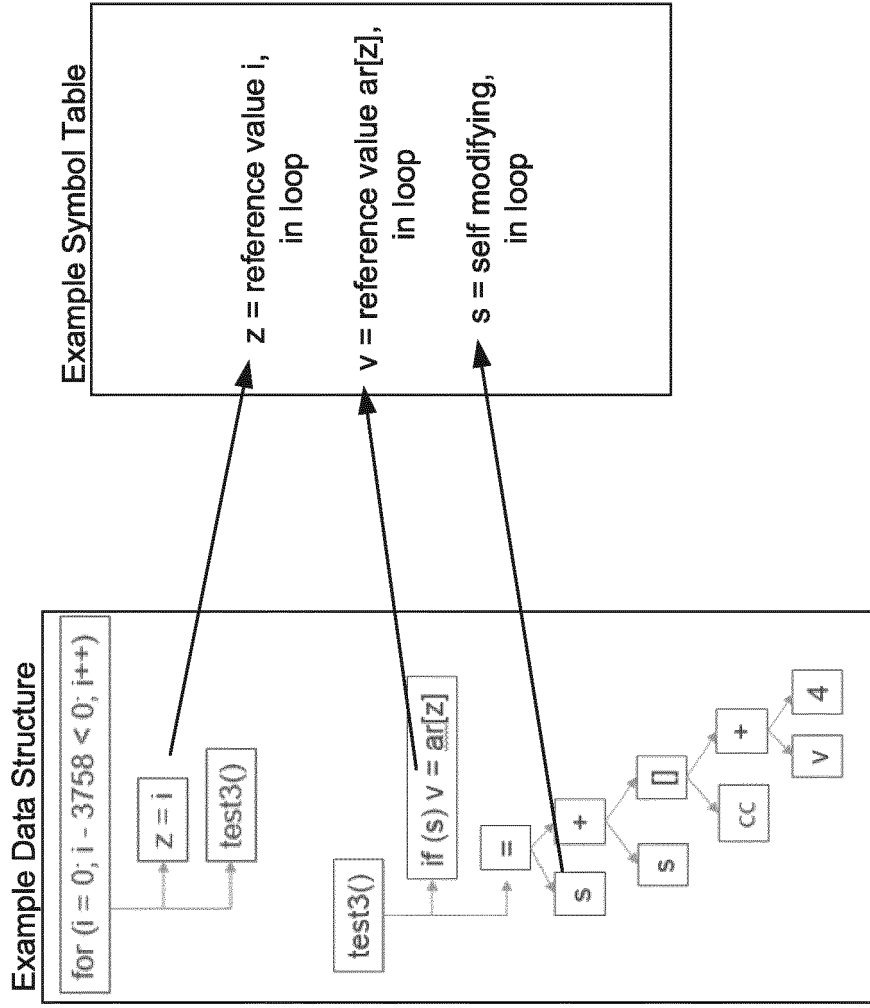 Example Data Structure
for (i = 0; i - 3758 < 0; i++)
z = i
test3()
test3()
if (s) v = ar[z]
=
s
+
s
[]
cc
+
v
4
Example Symbol Table
z = reference value i,
in loop
v = reference value ar[z],
in loop
s = self modifying,
in loop